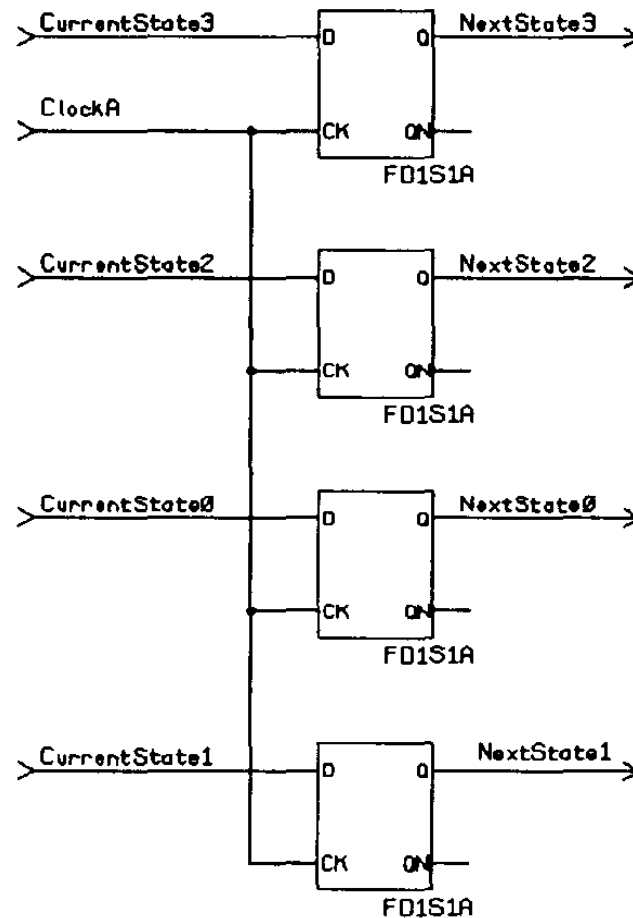 CurrentState3 NextState3
D Q
ClockA
CK QN
FD1S1A
CurrentState2 NextState2
D Q
CK QN
FD1S1A
CurrentState0 NextState0
D Q
CK QN
FD1S1A
CurrentState1 NextState1
D Q
CK QN
FD1S1A